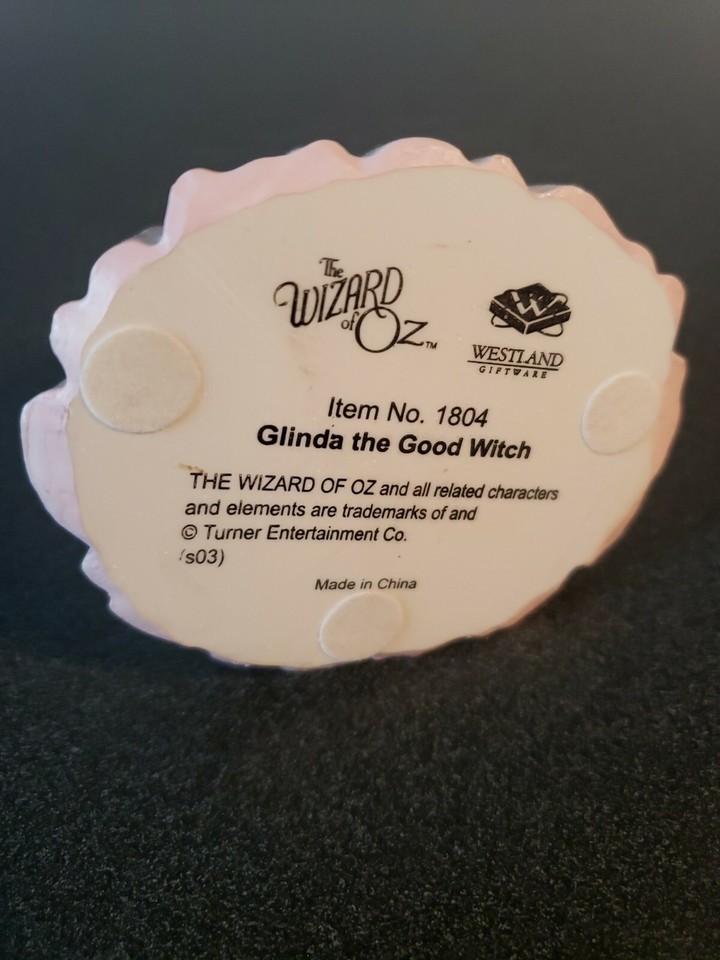 The
WIZARD
of OZ™
W
WESTLAND
GIFTWARE
Item No. 1804
Glinda the Good Witch
THE WIZARD OF OZ and all related characters
and elements are trademarks of and
© Turner Entertainment Co.
(s03)
Made in China